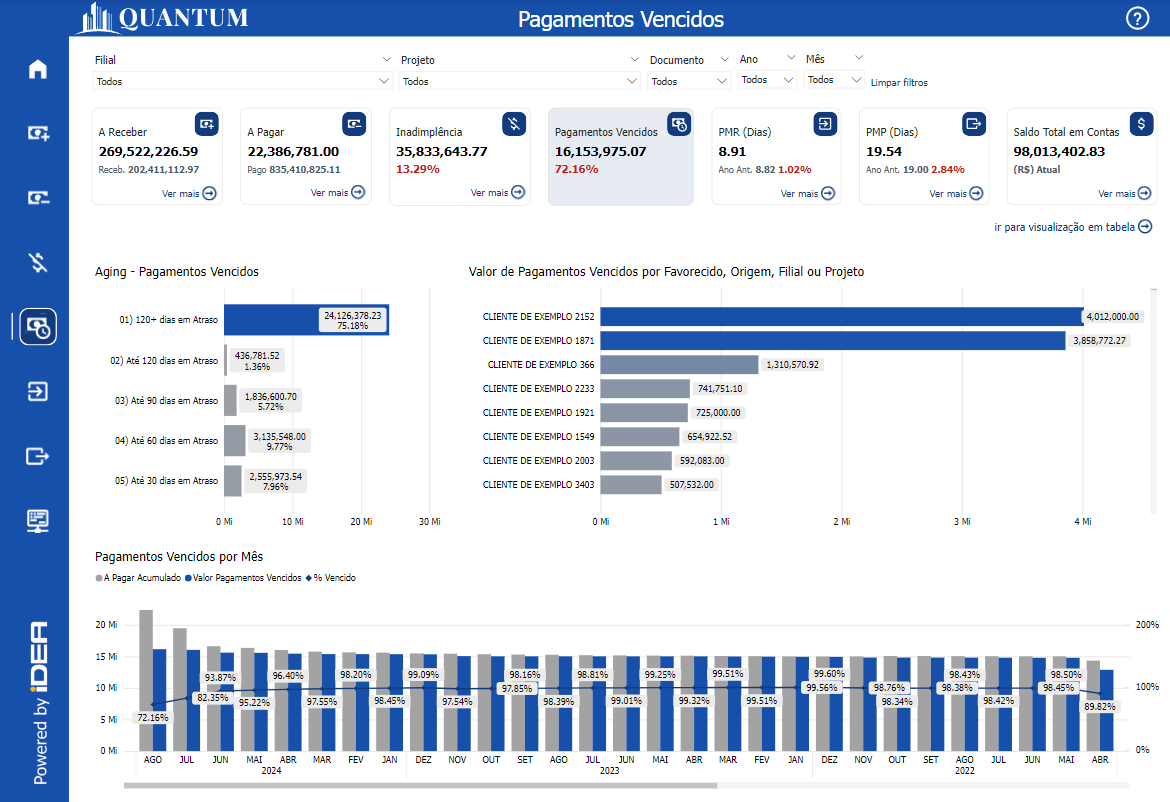 QUANTUM
Pagamentos Vencidos
?
Filial
Projeto
Documento
Ano
Mês
Todos
Todos
Todos
Todos
Todos
Limpar filtros
A Receber
269,522,226.59
Receb. 202,411,112.97
Ver mais
A Pagar
22,386,781.00
Pago 835,410,825.11
Ver mais
Inadimplência
35,833,643.77
13.29%
Ver mais
Pagamentos Vencidos
16,153,975.07
72.16%
PMR (Dias)
8.91
Ano Ant. 8.82 1.02%
Ver mais
PMP (Dias)
19.54
Ano Ant. 19.00 2.84%
Ver mais
$
Saldo Total em Contas
98,013,402.83
(R$) Atual
Ver mais
ir para visualização em tabela
Aging - Pagamentos Vencidos
01) 120+ dias em Atraso
24,126,378.23
75.18%
02) Até 120 dias em Atraso
436,781.52
1.36%
03) Até 90 dias em Atraso
1,836,600.70
5.72%
04) Até 60 dias em Atraso
3,135,548.00
9.77%
05) Até 30 dias em Atraso
2,555,973.54
7.96%
0 Mi 10 Mi 20 Mi 30 Mi
Valor de Pagamentos Vencidos por Favorecido, Origem, Filial ou Projeto
CLIENTE DE EXEMPLO 2152 4,012,000.00
CLIENTE DE EXEMPLO 1871 3,858,772.27
CLIENTE DE EXEMPLO 366 1,310,570.92
CLIENTE DE EXEMPLO 2233 741,751.10
CLIENTE DE EXEMPLO 1921 725,000.00
CLIENTE DE EXEMPLO 1549 654,922.52
CLIENTE DE EXEMPLO 2003 592,083.00
CLIENTE DE EXEMPLO 3403 507,532.00
0 Mi 1 Mi 2 Mi 3 Mi 4 Mi
Pagamentos Vencidos por Mês
A Pagar Acumulado Valor Pagamentos Vencidos % Vencido
20 Mi
15 Mi
10 Mi
5 Mi
0 Mi
200%
100%
0%
72.16% 82.35% 93.87% 95.22% 96.40% 97.55% 98.20% 98.45% 99.09% 97.54% 97.85% 98.16% 98.39% 98.81% 99.01% 99.25% 99.32% 99.51% 99.51% 99.56% 99.60% 98.76% 98.34% 98.38% 98.43% 98.42% 98.45% 98.50% 89.82%
AGO JUL JUN MAI ABR MAR FEV JAN DEZ NOV OUT SET AGO JUL JUN MAI ABR MAR FEV JAN DEZ NOV OUT SET AGO JUL JUN MAI ABR
2024 2023 2022
Powered by iDEA